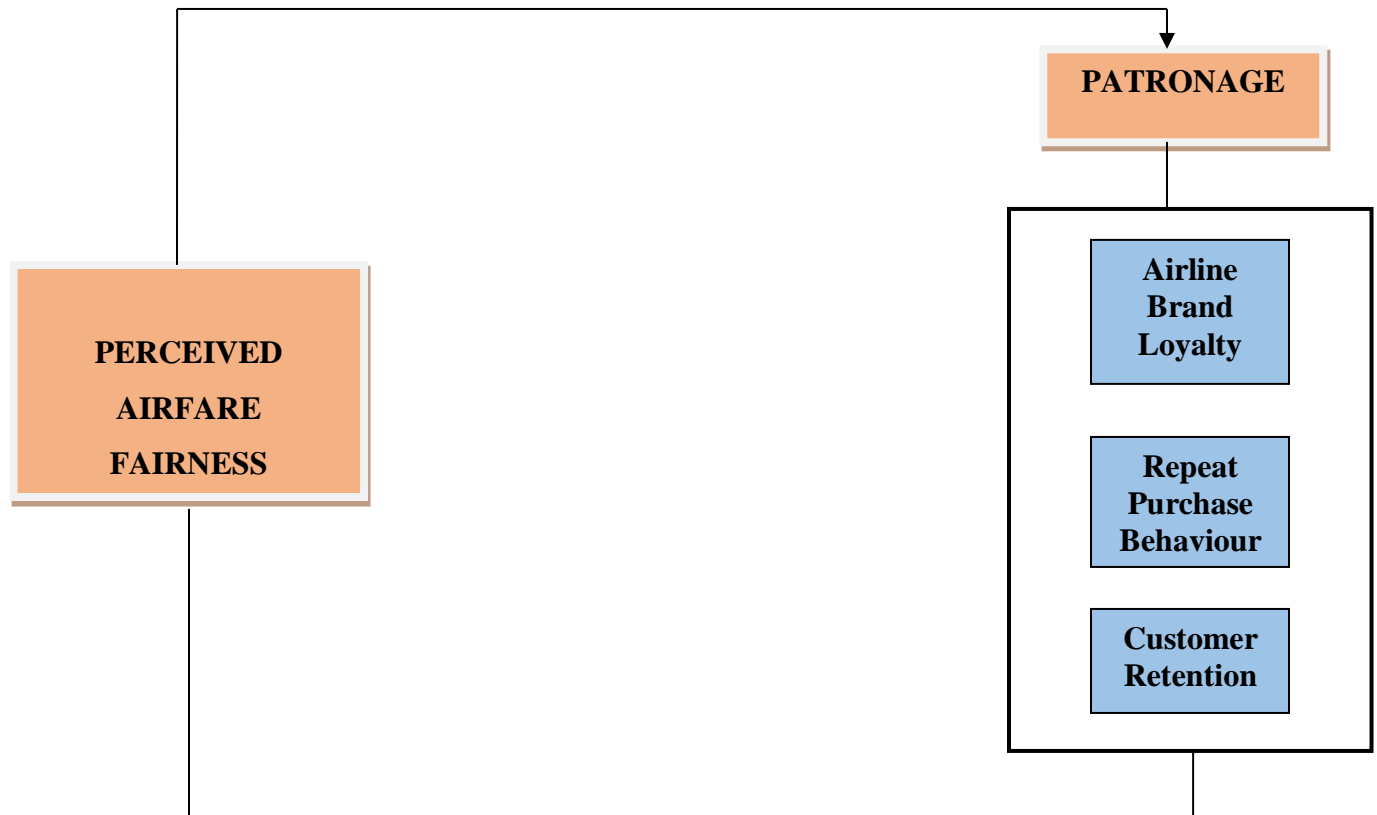 PATRONAGE
PERCEIVED
AIRFARE
FAIRNESS
Airline
Brand
Loyalty
Repeat
Purchase
Behaviour
Customer
Retention